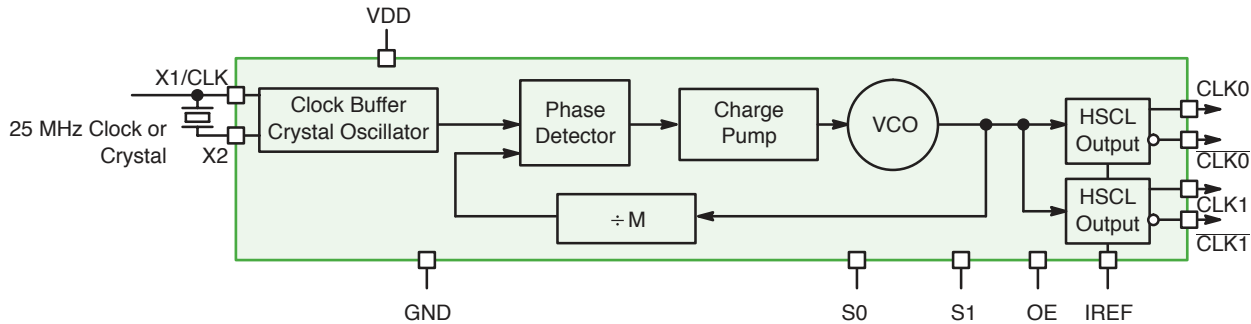 VDD
X1/CLK
25 MHz Clock or
Crystal
X2
Clock Buffer
Crystal Oscillator
Phase
Detector
Charge
Pump
VCO
÷ M
HSCL
Output
HSCL
Output
CLK0
CLK0
CLK1
CLK1
GND
S0
S1
OE
IREF